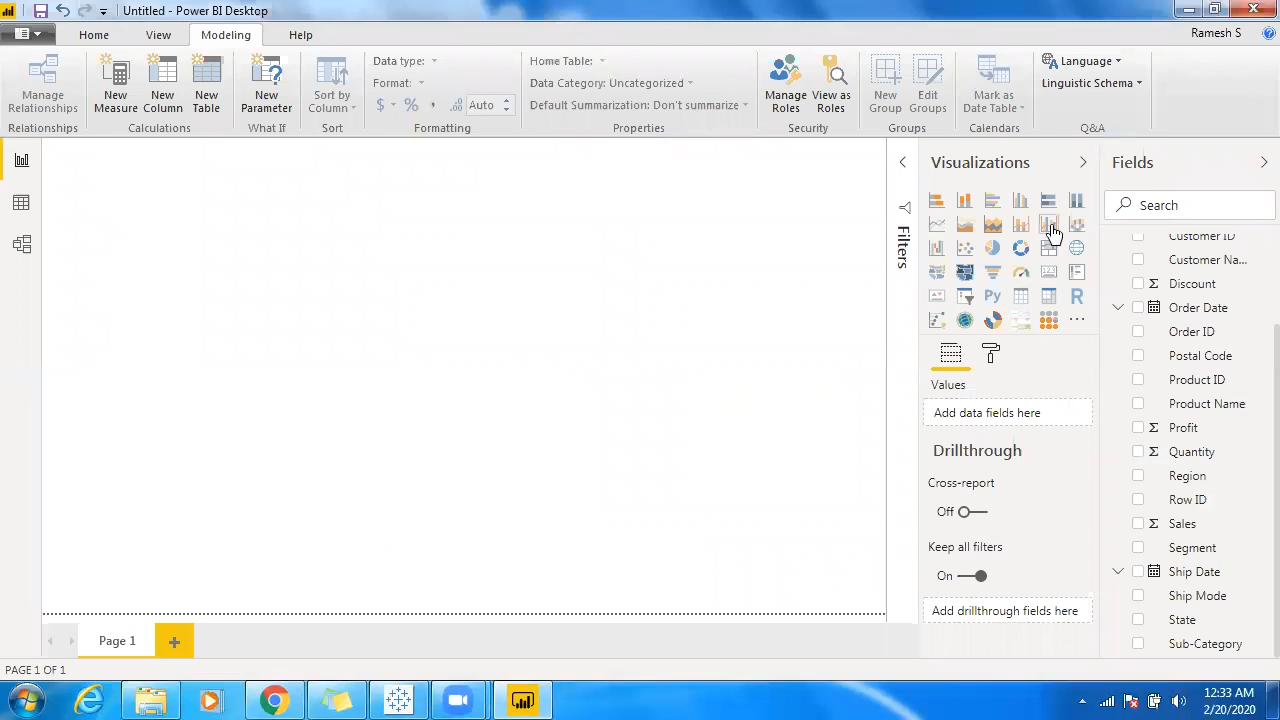 Untitled - Power BI Desktop
Home View Modeling Help
Ramesh S
Manage Relationships
New Measure
New Column
New Table
New Parameter
Sort by Column
Data type:
Format:
$ % , .00 Auto
Home Table:
Data Category: Uncategorized
Default Summarization: Don't summarize
Manage Roles
View as Roles
New Group
Edit Groups
Mark as Date Table
Language
Linguistic Schema
Relationships Calculations What If Sort Formatting Properties Security Groups Calendars Q&A
Filters
Visualizations
Py
R
123
Values
Add data fields here
Drillthrough
Cross-report
Off
Keep all filters
On
Add drillthrough fields here
Fields
Search
Customer ID
Customer Na...
Discount
Order Date
Order ID
Postal Code
Product ID
Product Name
Profit
Quantity
Region
Row ID
Sales
Segment
Ship Date
Ship Mode
State
Sub-Category
Page 1
PAGE 1 OF 1
12:33 AM
2/20/2020